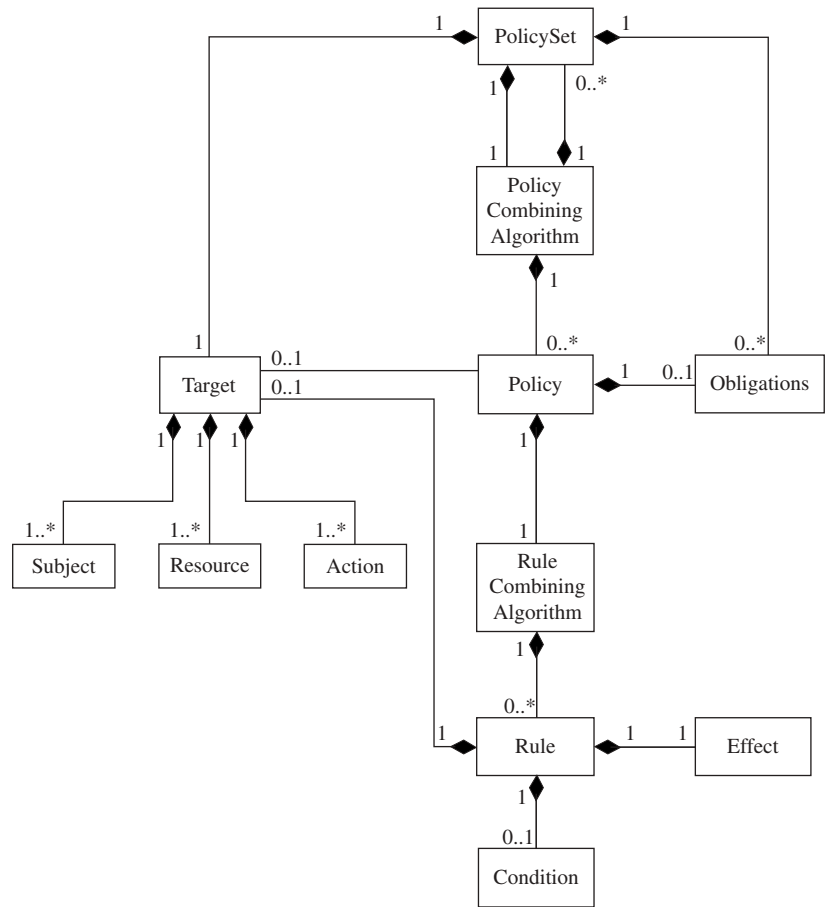 1
PolicySet
1
1
0..*
1
1
Policy
Combining
Algorithm
1
1
0..1
0..*
0..*
Target
Policy
1
0..1
Obligations
0..1
1
1
1
1
1..*
1..*
1..*
1
Subject
Resource
Action
Rule
Combining
Algorithm
1
0..*
1
Rule
1
1
Effect
1
0..1
Condition